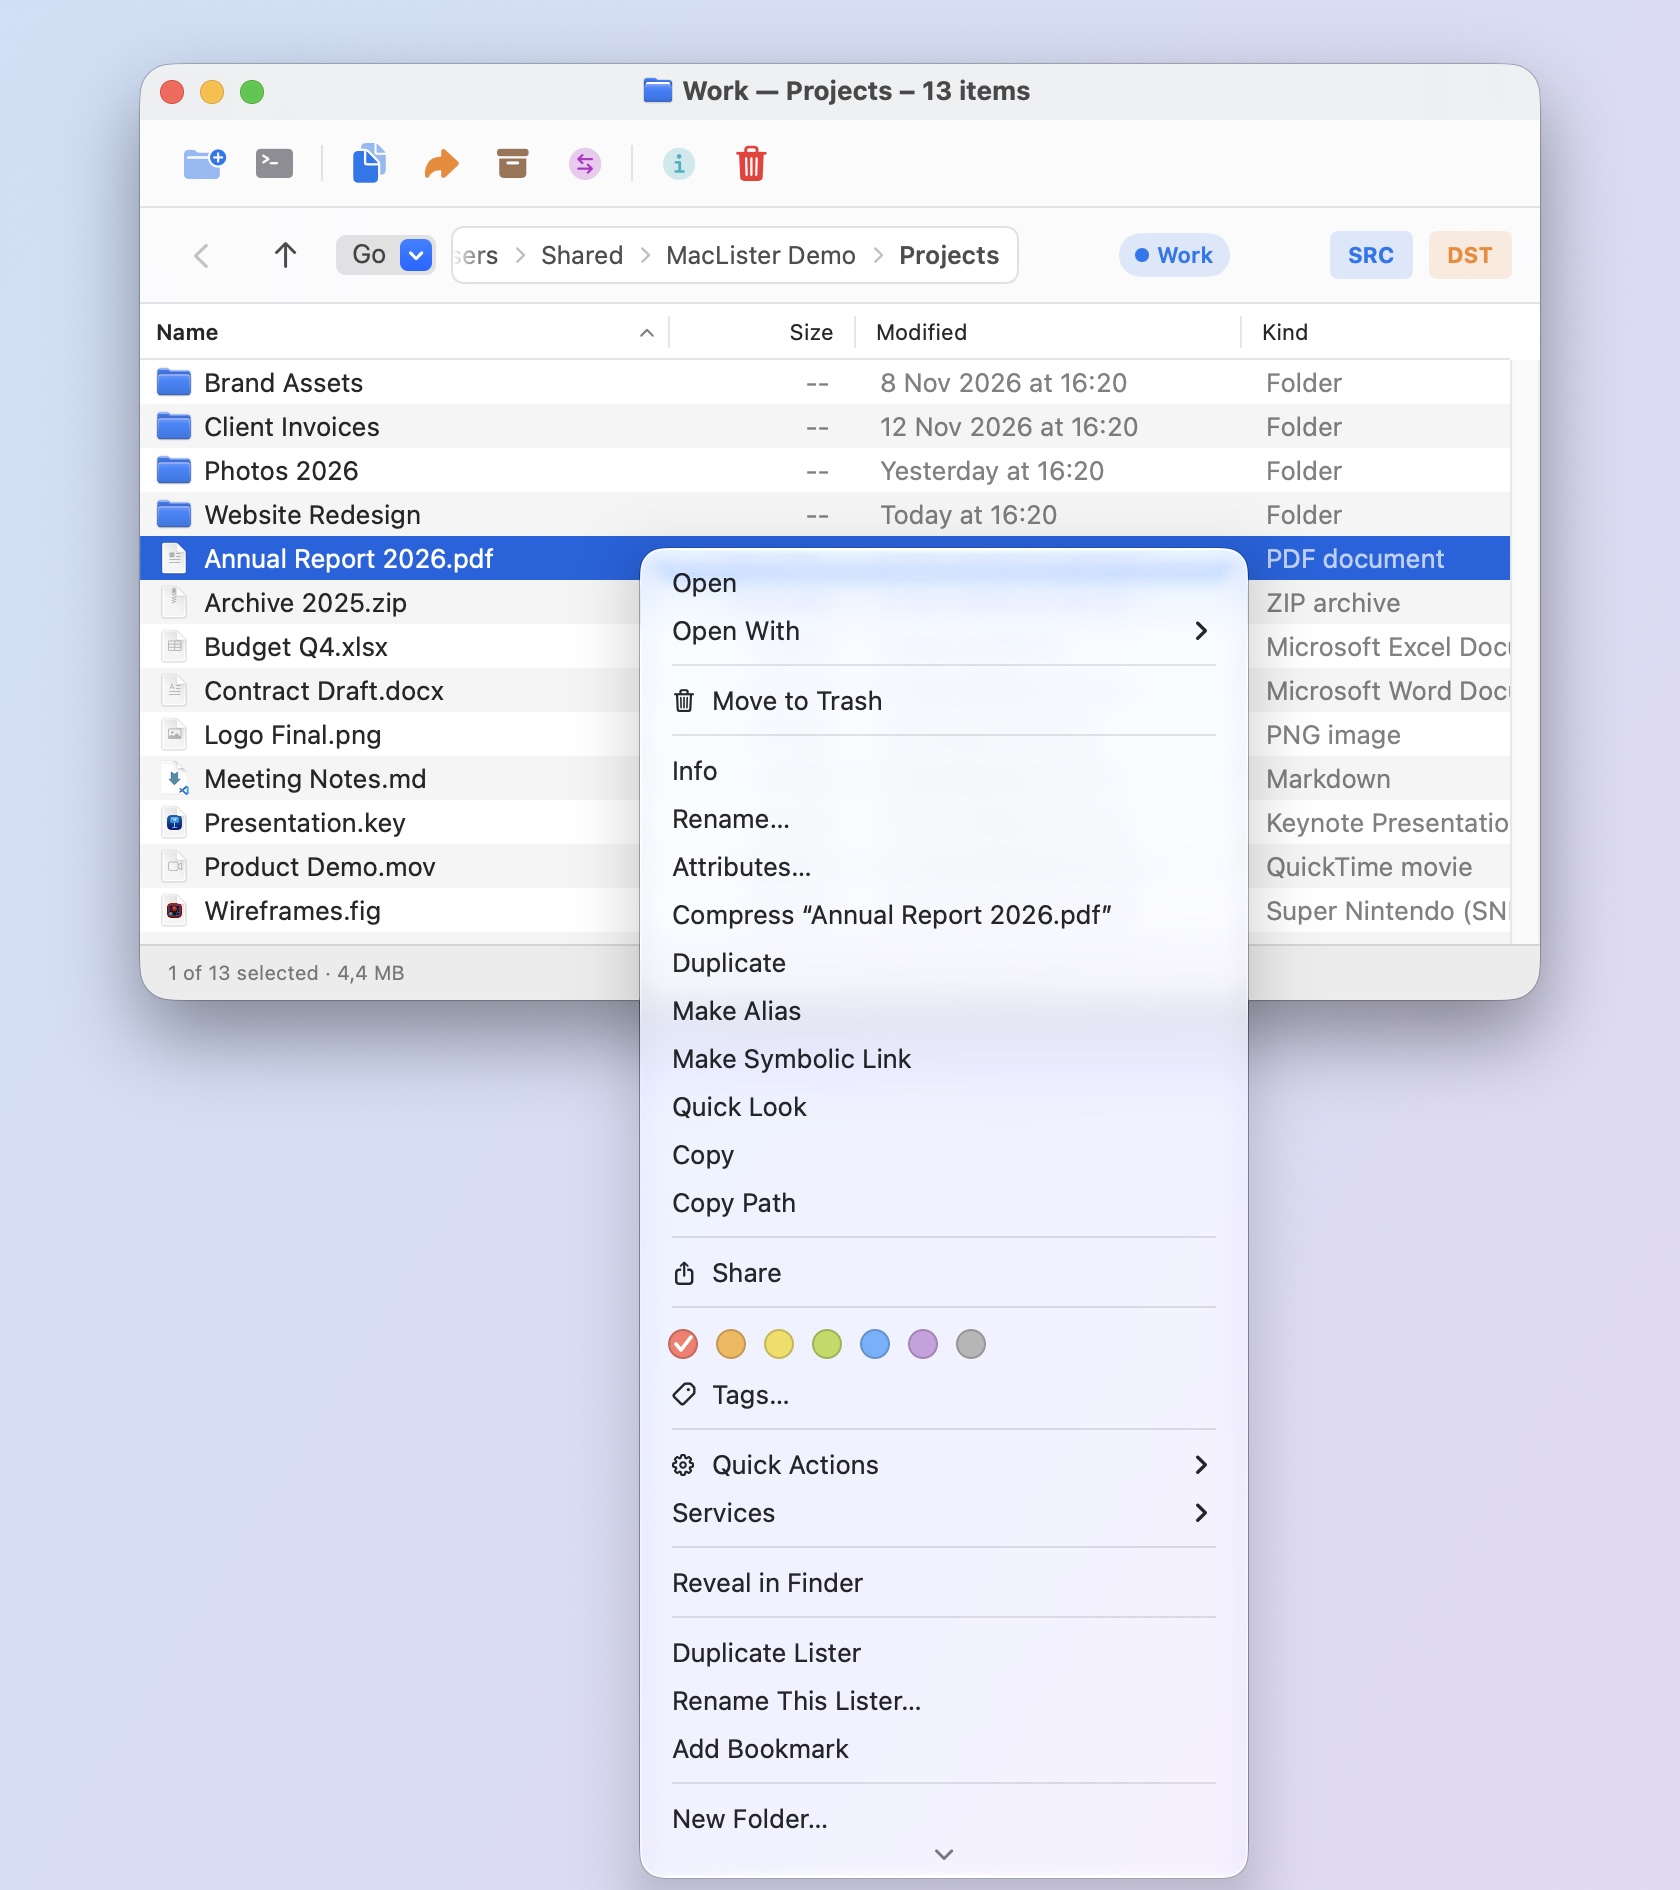 Work — Projects – 13 items
Go
sers > Shared > MacLister Demo > Projects
Work
SRC
DST
Name Size Modified Kind
Brand Assets -- 8 Nov 2026 at 16:20 Folder
Client Invoices -- 12 Nov 2026 at 16:20 Folder
Photos 2026 -- Yesterday at 16:20 Folder
Website Redesign -- Today at 16:20 Folder
Annual Report 2026.pdf PDF document
Archive 2025.zip ZIP archive
Budget Q4.xlsx Microsoft Excel Docu
Contract Draft.docx Microsoft Word Docu
Logo Final.png PNG image
Meeting Notes.md Markdown
Presentation.key Keynote Presentatio
Product Demo.mov QuickTime movie
Wireframes.fig Super Nintendo (SN
1 of 13 selected · 4,4 MB
Open
Open With
Move to Trash
Info
Rename...
Attributes...
Compress “Annual Report 2026.pdf”
Duplicate
Make Alias
Make Symbolic Link
Quick Look
Copy
Copy Path
Share
Tags...
Quick Actions
Services
Reveal in Finder
Duplicate Lister
Rename This Lister...
Add Bookmark
New Folder...